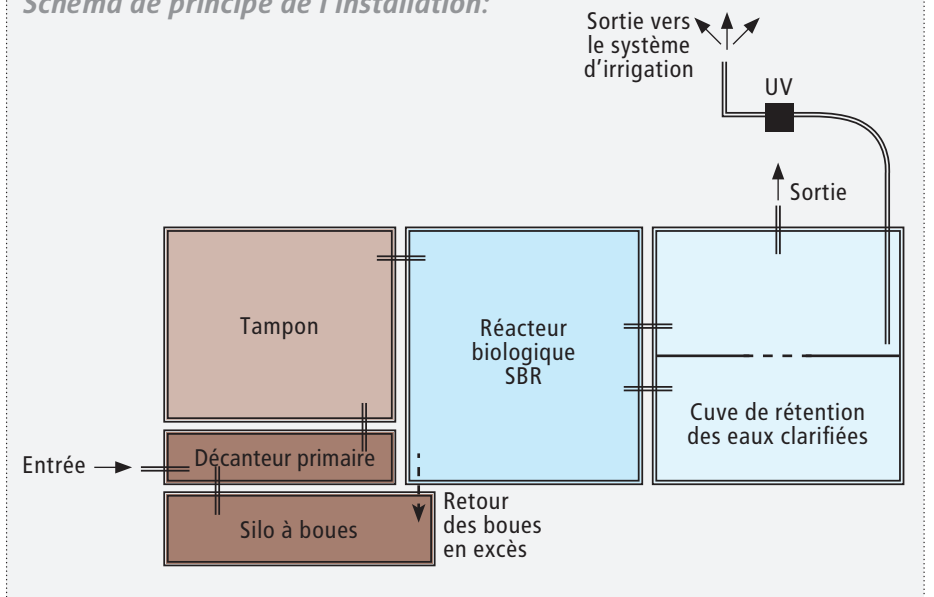 Schéma de principe de l'installation:
Sortie vers
le système
d'irrigation
UV
Sortie
Tampon
Réacteur
biologique
SBR
Cuve de rétention
des eaux clarifiées
Entrée
Décanteur primaire
Silo à boues
Retour
des boues
en excès